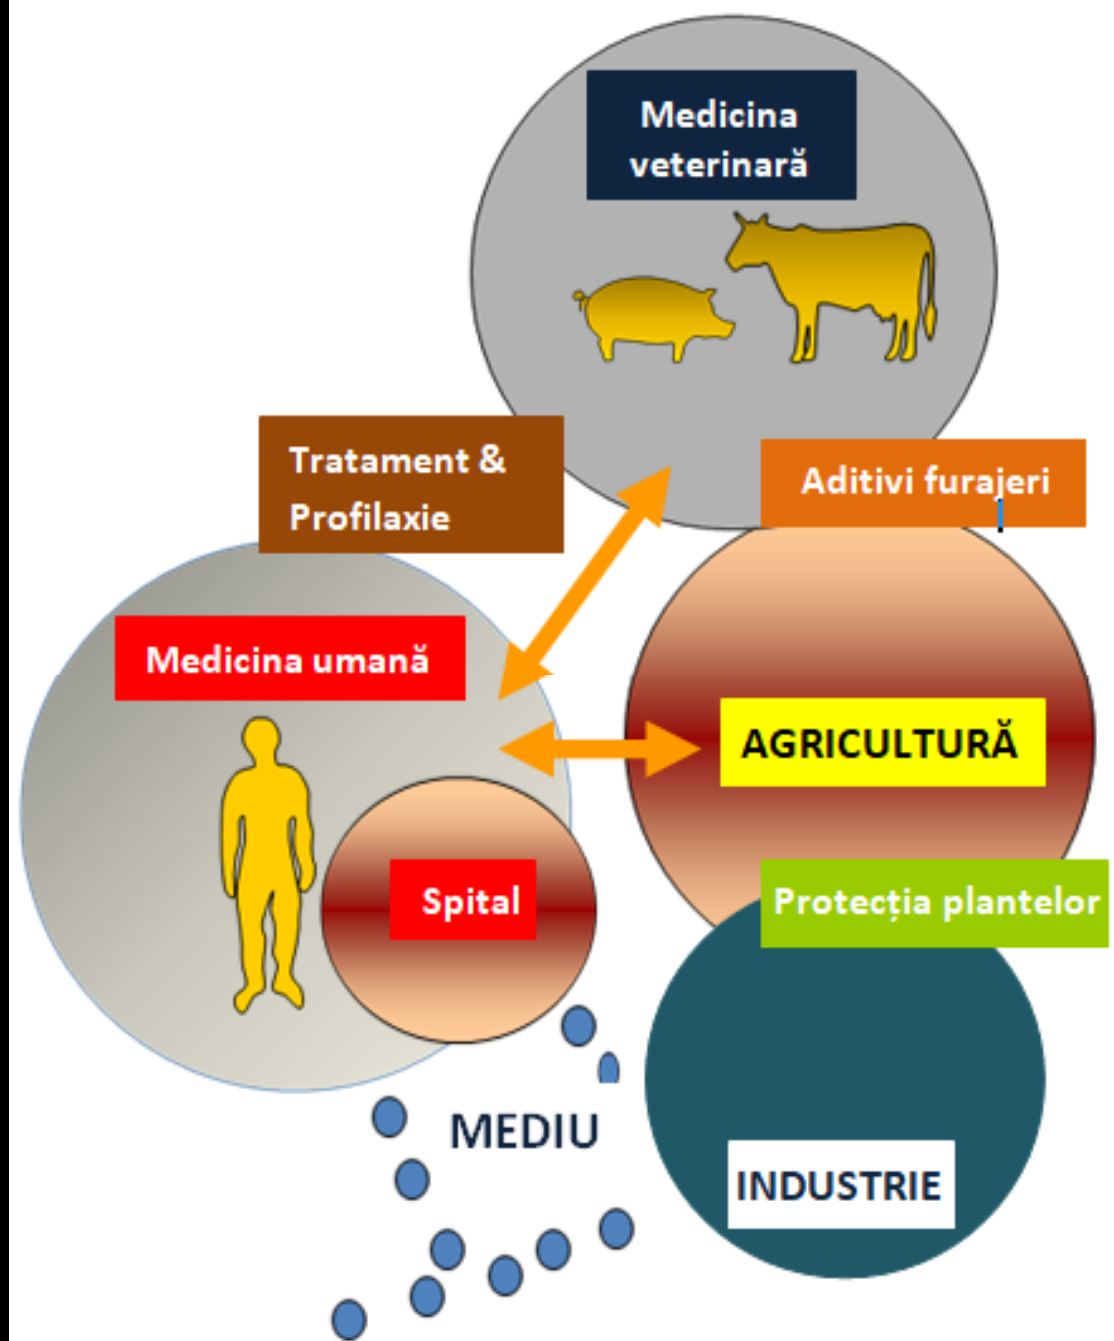 Medicina
veterinară
Tratament &
Profilaxie
Aditivi furajeri
Medicina umană
AGRICULTURĂ
Spital
Protecția plantelor
MEDIU
INDUSTRIE